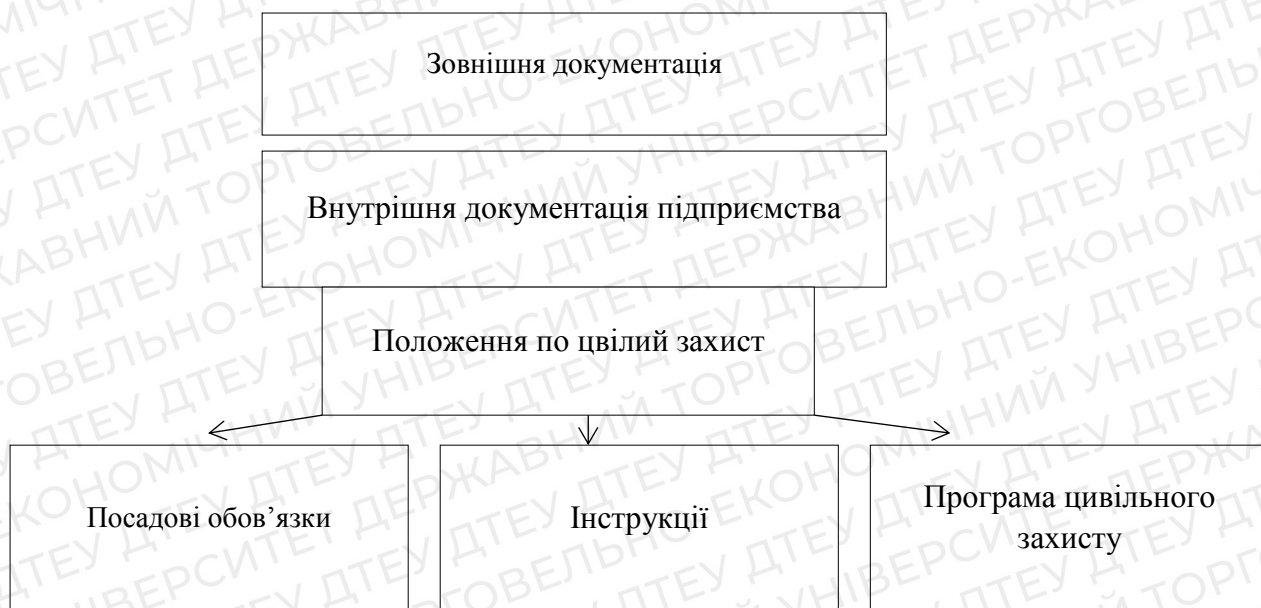 Зовнішня документація
Внутрішня документація підприємства
Положення по цвілий захист
Посадові обов’язки
Інструкції
Програма цивільного
захисту